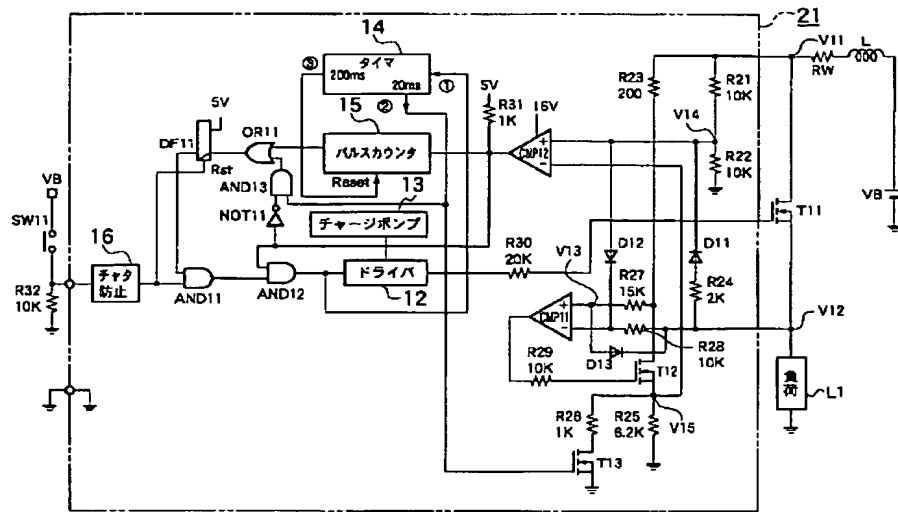 21
14
タイマ
200ms
20ms
③
②
①
15
パルスカウンタ
Reset
13
チャージポンプ
ドライバ
12
5V
DF11
Rst
OR11
AND13
NOT11
VB
SW11
16
チャタ
防止
R32
10K
AND11
AND12
5V
R31
1K
16V
CMP12
+
-
R30
20K
R23
200
R21
10K
V14
R22
10K
V11
L
RW
VB
T11
D12
D11
V13
R27
15K
R24
2K
CMP11
+
-
V12
R28
10K
D13
R29
10K
T12
R26
1K
R25
6.2K
V15
T13
負荷
L1